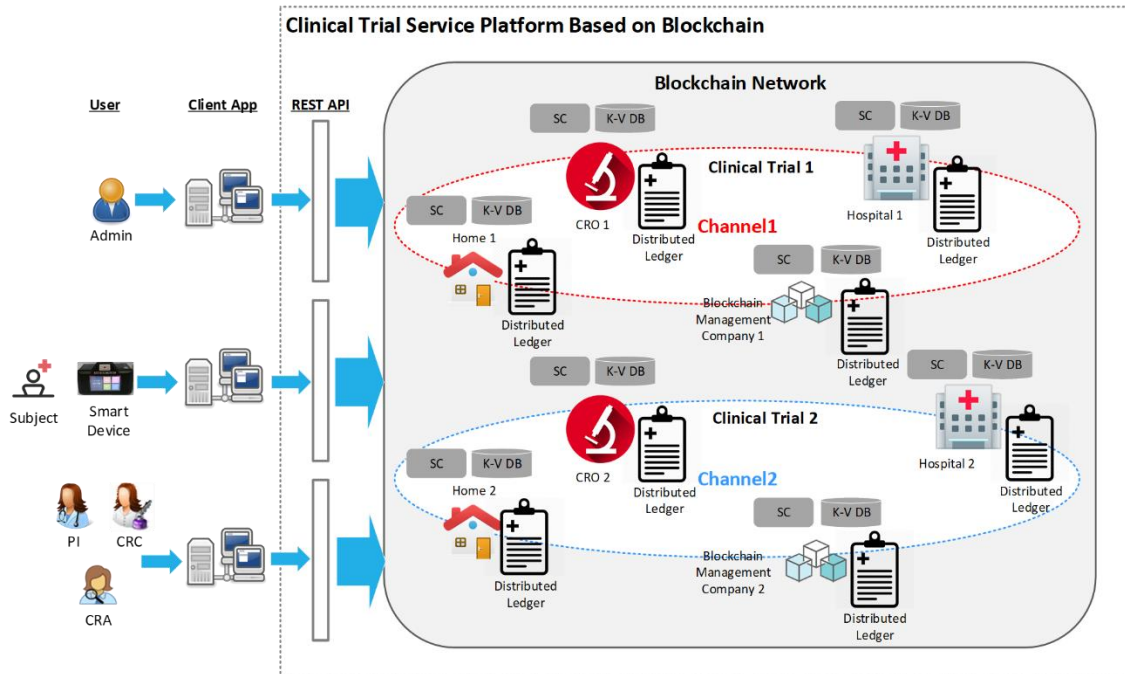 Clinical Trial Service Platform Based on Blockchain
User
Client App
REST API
Blockchain Network
Admin
Subject
Smart
Device
PI
CRC
CRA
SC
K-V DB
CRO 1
Distributed
Ledger
Clinical Trial 1
Channel1
SC
K-V DB
Hospital 1
Distributed
Ledger
SC
K-V DB
Home 1
Distributed
Ledger
SC
K-V DB
Blockchain
Management
Company 1
Distributed
Ledger
SC
K-V DB
CRO 2
Distributed
Ledger
Clinical Trial 2
Channel2
SC
K-V DB
Hospital 2
Distributed
Ledger
SC
K-V DB
Home 2
Distributed
Ledger
SC
K-V DB
Blockchain
Management
Company 2
Distributed
Ledger